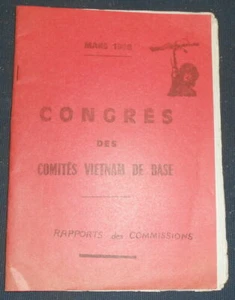 MARS 1968
CONGRÈS
DES
COMITÉS VIETNAM DE BASE
RAPPORTS des COMMISSIONS